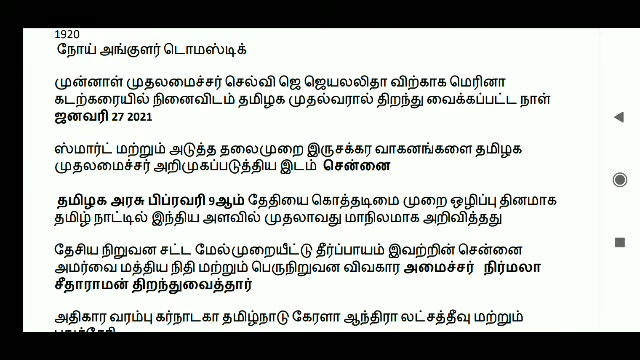 1920
நோய் அங்குளர் டொமஸ்டிக்
முன்னாள் முதலமைச்சர் செல்வி ஜெ ஜெயலலிதா விற்காக மெரினா
கடற்கரையில் நினைவிடம் தமிழக முதல்வரால் திறந்து வைக்கப்பட்ட நாள்
ஜனவரி 27 2021
ஸ்மார்ட் மற்றும் அடுத்த தலைமுறை இருசக்கர வாகனங்களை தமிழக
முதலமைச்சர் அறிமுகப்படுத்திய இடம் சென்னை
தமிழக அரசு பிப்ரவரி 9ஆம் தேதியை கொத்தடிமை முறை ஒழிப்பு தினமாக
தமிழ் நாட்டில் இந்திய அளவில் முதலாவது மாநிலமாக அறிவித்தது
தேசிய நிறுவன சட்ட மேல்முறையீட்டு தீர்ப்பாயம் இவற்றின் சென்னை
அமர்வை மத்திய நிதி மற்றும் பெருநிறுவன விவகார அமைச்சர் நிர்மலா
சீதாராமன் திறந்துவைத்தார்
அதிகார வரம்பு கர்நாடகா தமிழ்நாடு கேரளா ஆந்திரா லட்சத்தீவு மற்றும்